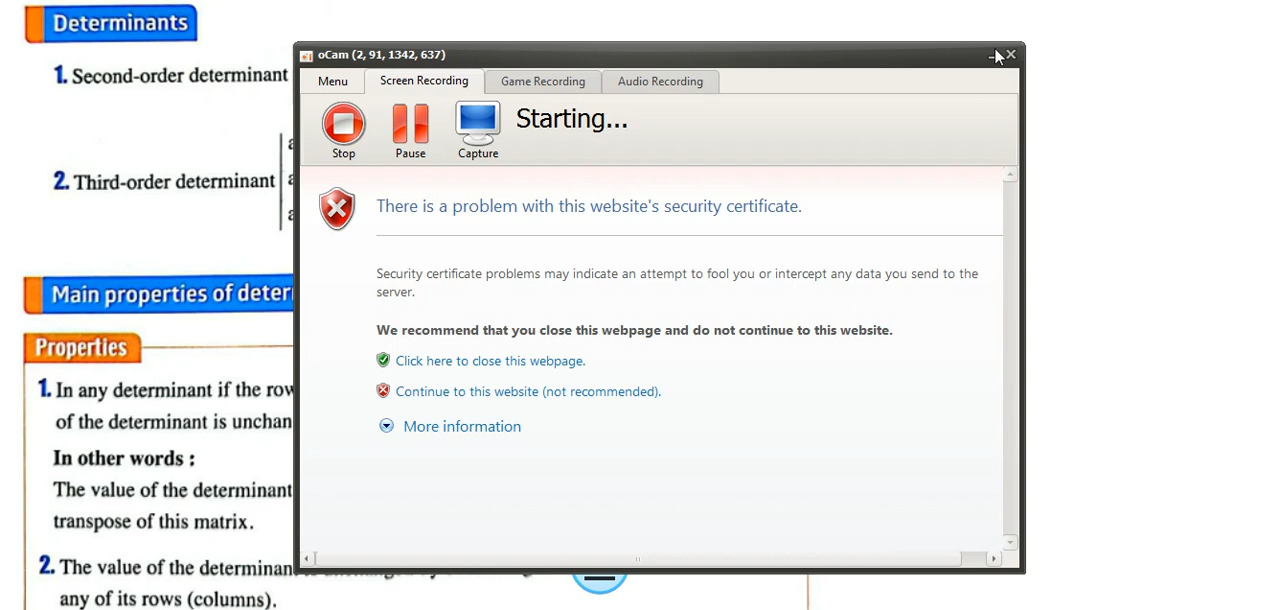 Determinants
1. Second-order determinant
2. Third-order determinant
Main properties of deter
Properties
1. In any determinant if the row
of the determinant is unchan
In other words :
The value of the determinant
transpose of this matrix.
2. The value of the determinan
any of its rows (columns).
oCam (2, 91, 1342, 637)
Menu
Screen Recording
Game Recording
Audio Recording
Stop
Pause
Capture
Starting...
There is a problem with this website's security certificate.
Security certificate problems may indicate an attempt to fool you or intercept any data you send to the
server.
We recommend that you close this webpage and do not continue to this website.
Click here to close this webpage.
Continue to this website (not recommended).
More information